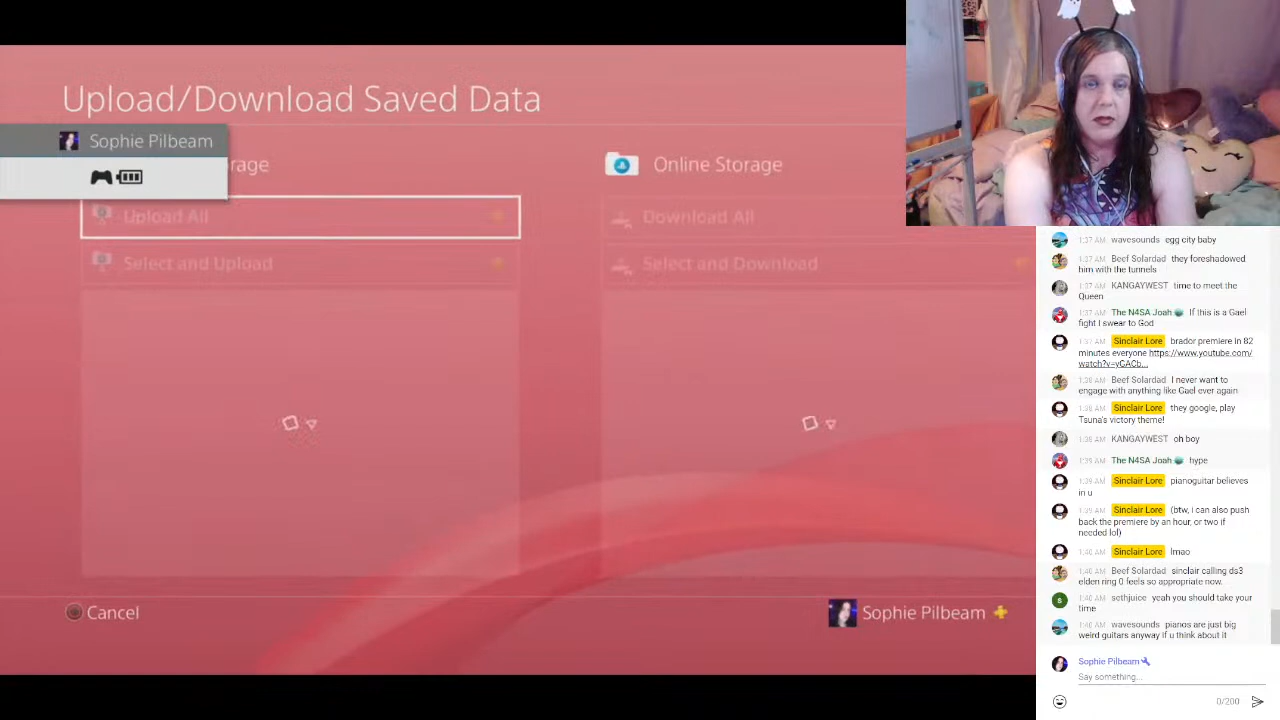 Upload/Download Saved Data
Sophie Pilbeam
rage
Online Storage
Upload All
Download All
Select and Upload
Select and Download
Cancel
Sophie Pilbeam
1:37 AM wavesounds egg city baby
1:37 AM Beef Solardad they foreshadowed
him with the tunnels
1:37 AM KANGAYWEST time to meet the
Queen
1:37 AM The N4SA Joah If this is a Gael
fight I swear to God
1:37 AM Sinclair Lore brador premiere in 82
minutes everyone https://www.youtube.com/
watch?v=yGACb...
1:38 AM Beef Solardad I never want to
engage with anything like Gael ever again
1:38 AM Sinclair Lore they google, play
Tsuna's victory theme!
1:38 AM KANGAYWEST oh boy
1:39 AM The N4SA Joah hype
1:39 AM Sinclair Lore pianoguitar believes
in u
1:39 AM Sinclair Lore (btw, i can also push
back the premiere by an hour, or two if
needed lol)
1:40 AM Sinclair Lore lmao
1:40 AM Beef Solardad sinclair calling ds3
elden ring 0 feels so appropriate now.
s
1:40 AM sethjuice yeah you should take your
time
1:40 AM wavesounds pianos are just big
weird guitars anyway if u think about it
Sophie Pilbeam
Say something...
0/200